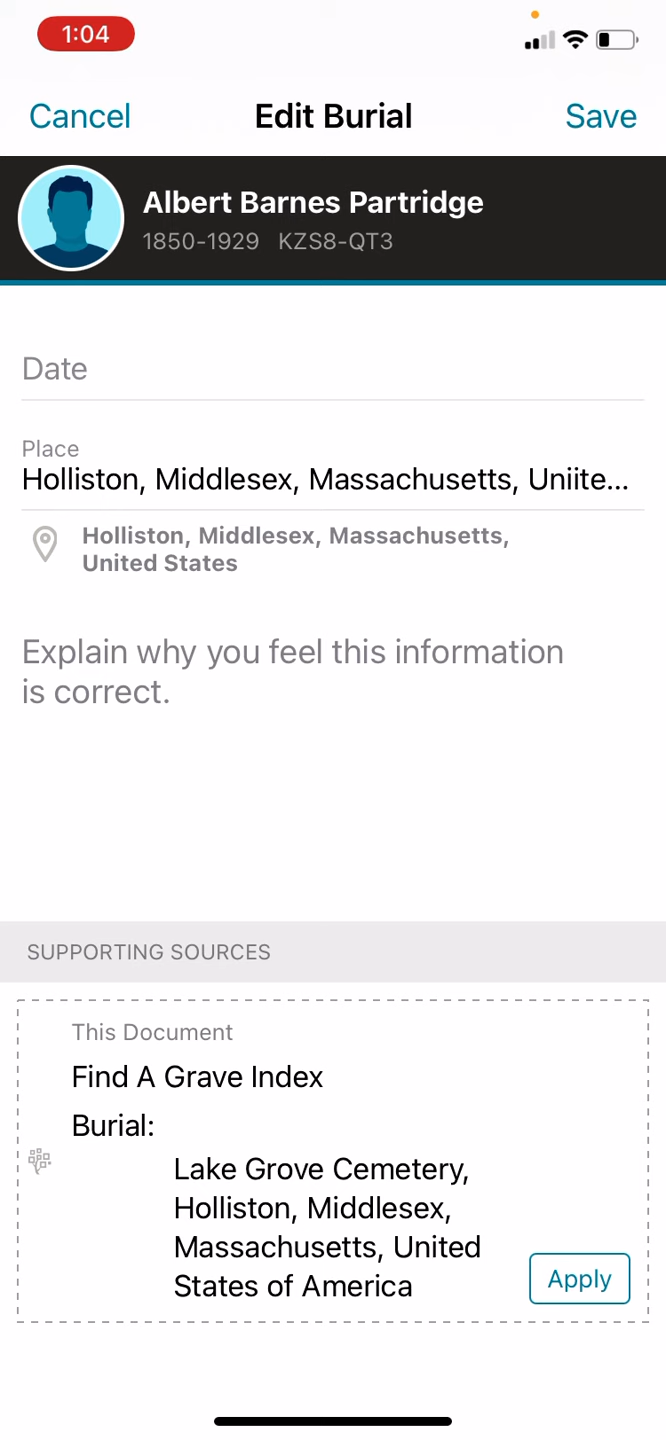 1:04
Cancel
Edit Burial
Save
Albert Barnes Partridge
1850-1929 KZS8-QT3
Date
Place
Holliston, Middlesex, Massachusetts, Uniite...
Holliston, Middlesex, Massachusetts,
United States
Explain why you feel this information
is correct.
SUPPORTING SOURCES
This Document
Find A Grave Index
Burial:
Lake Grove Cemetery,
Holliston, Middlesex,
Massachusetts, United
States of America
Apply